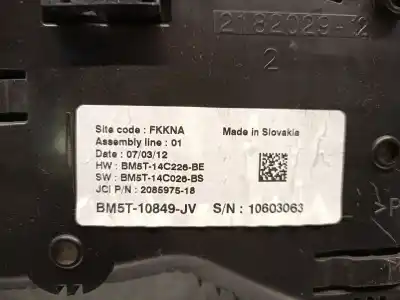 2182029-12
2
Site code : FKKNA
Made in Slovakia
Assembly line : 01
Date : 07/03/12
HW : BM5T-14C226-BE
SW : BM5T-14C026-BS
JCI P/N : 2085975-18
BM5T-10849-JV S/N : 10603063